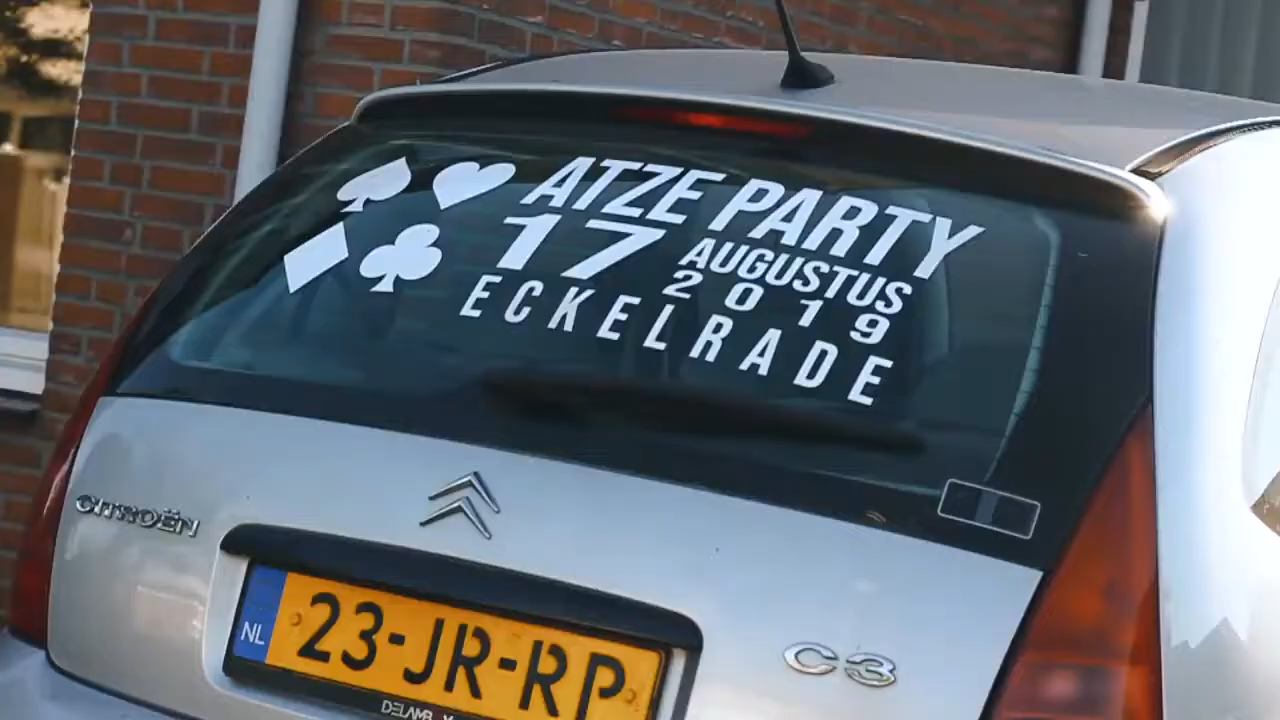 ATZE PARTY
17 AUGUSTUS
2019
ECKELRADE
CITROËN
NL 23-JR-RP
C3